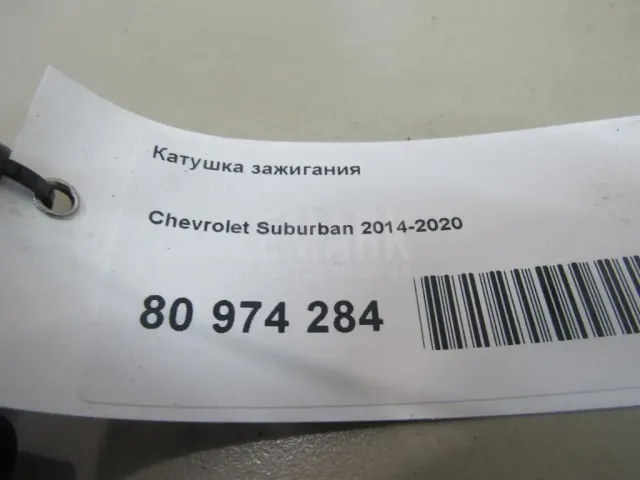 Катушка зажигания
Chevrolet Suburban 2014-2020
80 974 284